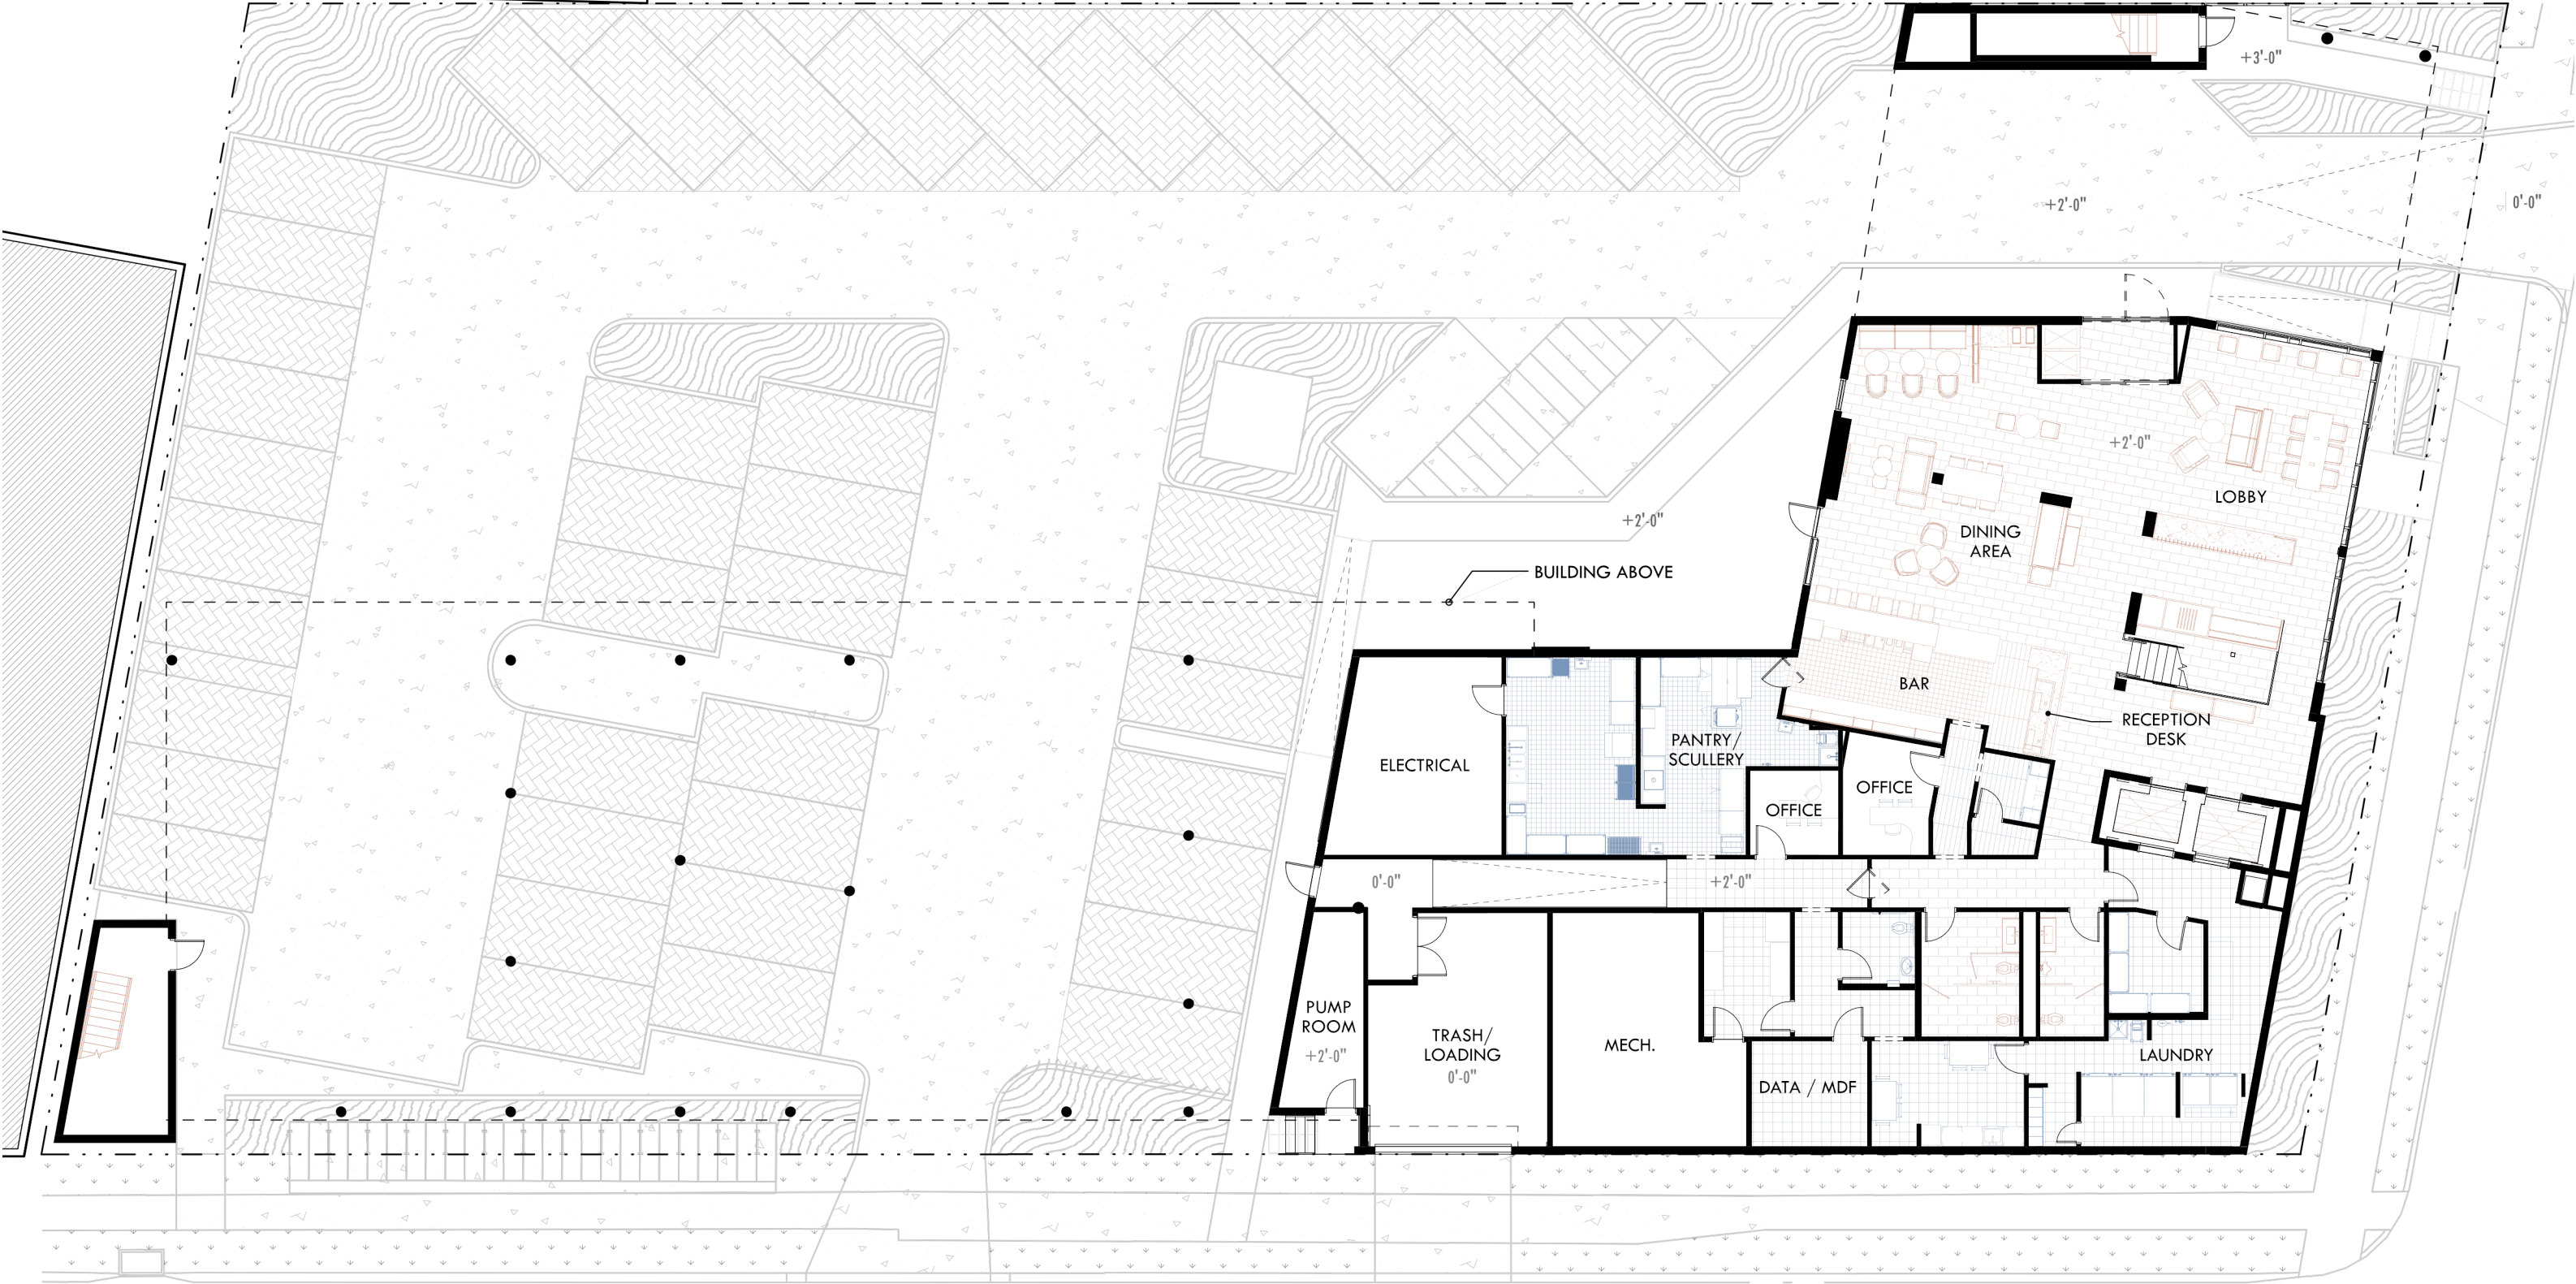 +3'-0"
+2'-0"
0'-0"
+2'-0"
LOBBY
+2'-0"
DINING
AREA
BUILDING ABOVE
BAR
RECEPTION
DESK
PANTRY/
SCULLERY
ELECTRICAL
OFFICE
OFFICE
0'-0"
+2'-0"
PUMP
ROOM
+2'-0"
TRASH/
LOADING
0'-0"
MECH.
DATA / MDF
LAUNDRY